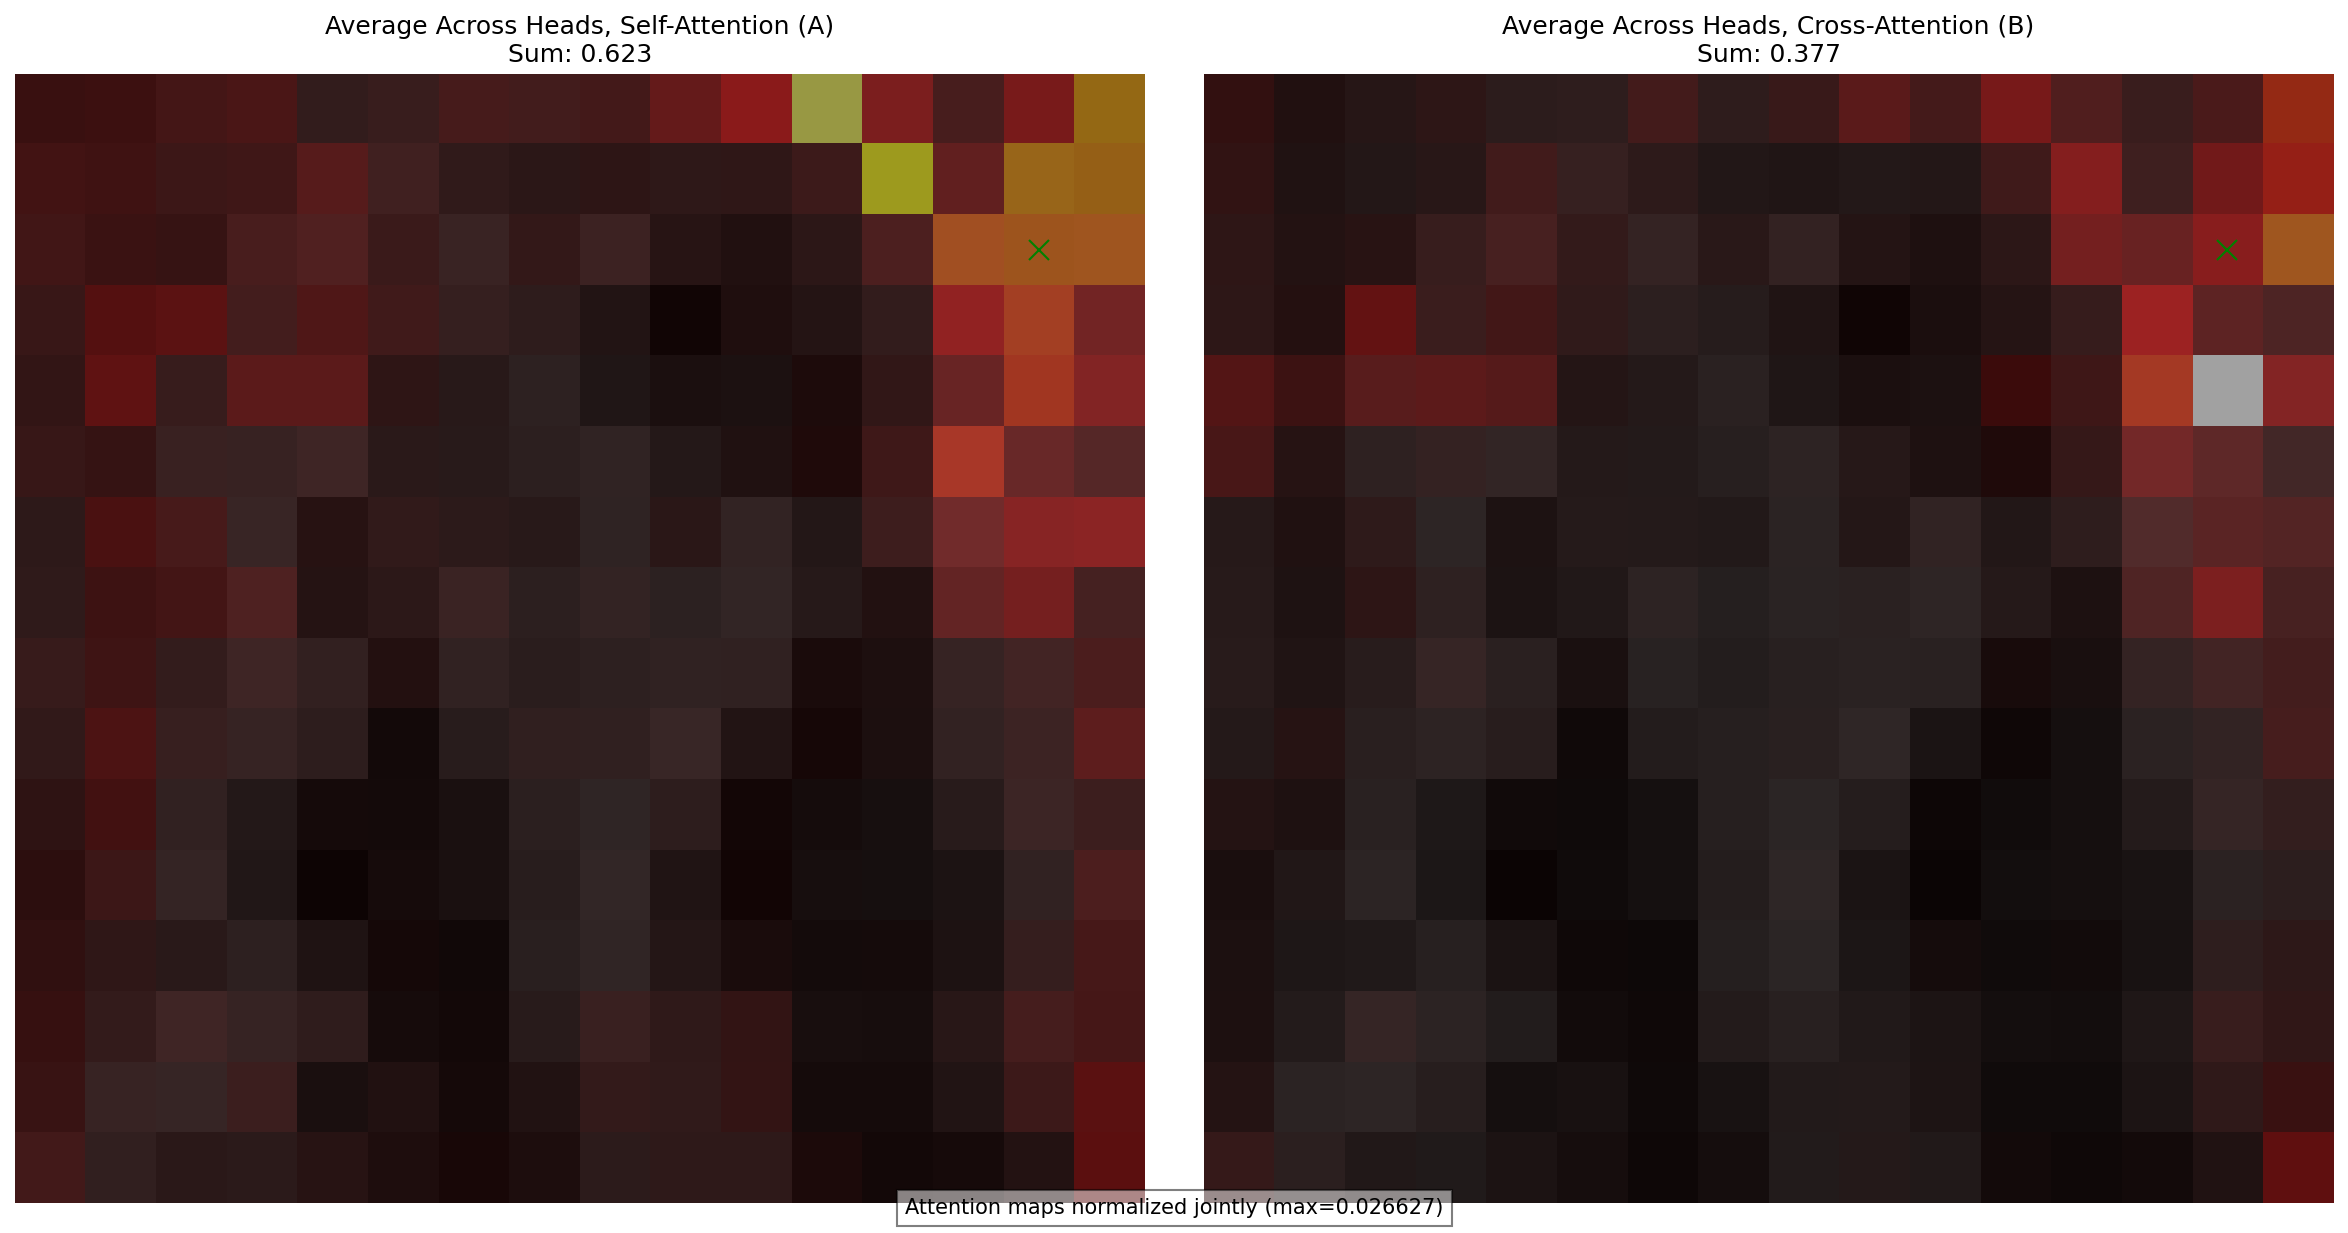 Average Across Heads, Self-Attention (A)
Sum: 0.623
Average Across Heads, Cross-Attention (B)
Sum: 0.377
Attention maps normalized jointly (max=0.026627)